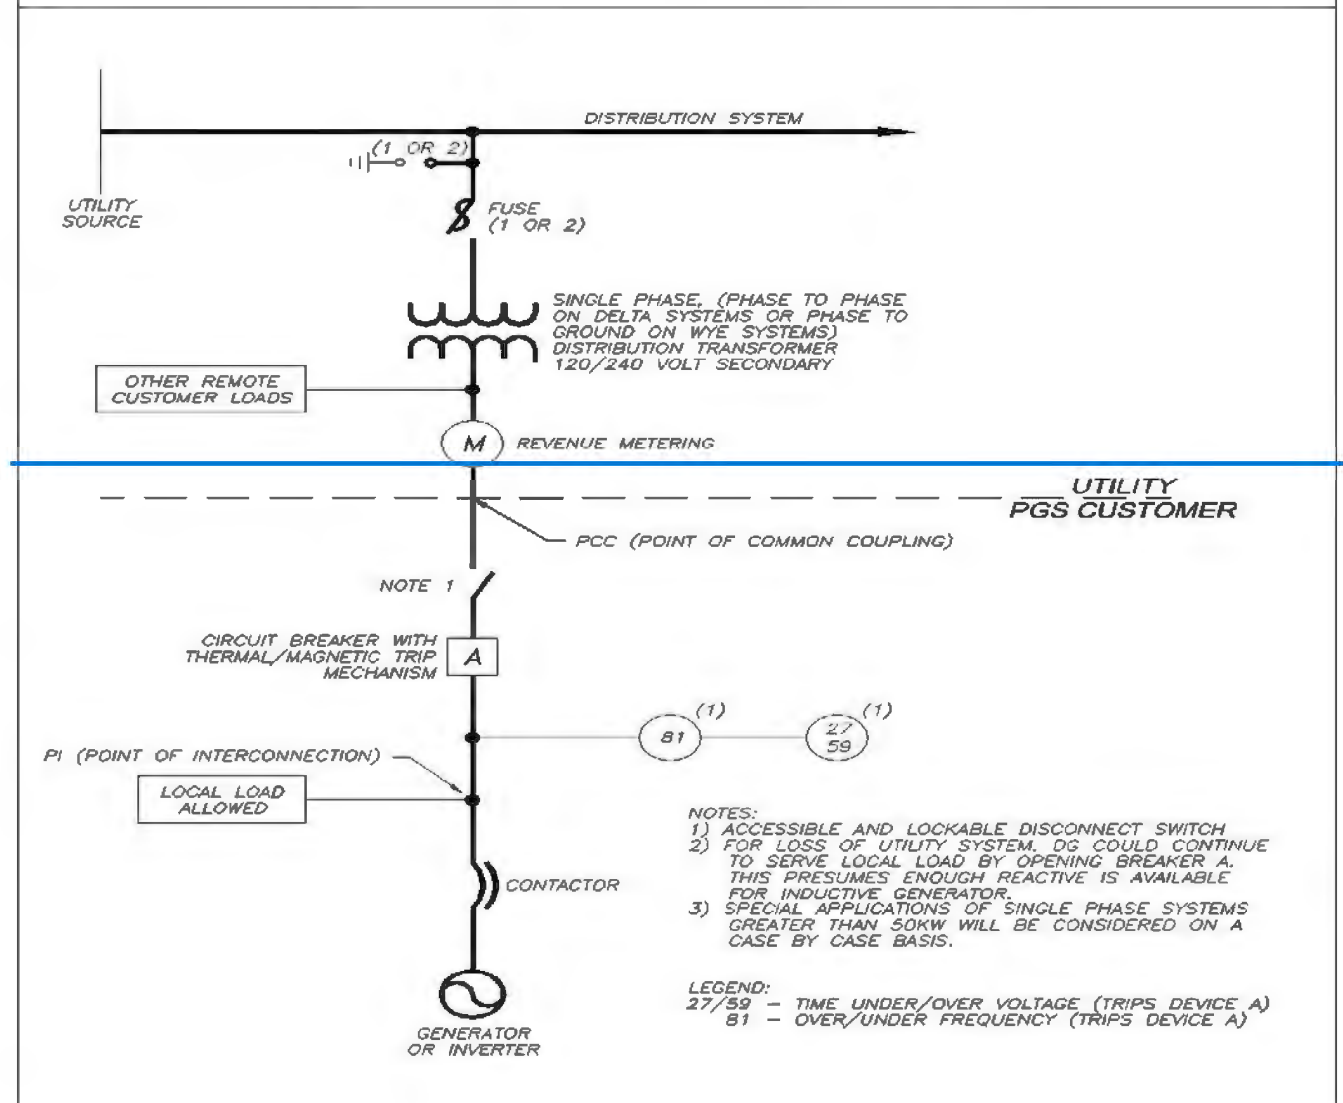 DISTRIBUTION SYSTEM
(1 OR 2)
UTILITY
SOURCE
FUSE
(1 OR 2)
SINGLE PHASE, (PHASE TO PHASE
ON DELTA SYSTEMS OR PHASE TO
GROUND ON WYE SYSTEMS)
DISTRIBUTION TRANSFORMER
120/240 VOLT SECONDARY
OTHER REMOTE
CUSTOMER LOADS
M
REVENUE METERING
UTILITY
PGS CUSTOMER
PCC (POINT OF COMMON COUPLING)
NOTE 1
CIRCUIT BREAKER WITH
THERMAL/MAGNETIC TRIP
MECHANISM
A
(1)
81
(1)
27
59
PI (POINT OF INTERCONNECTION)
LOCAL LOAD
ALLOWED
CONTACTOR
GENERATOR
OR INVERTER
NOTES:
1) ACCESSIBLE AND LOCKABLE DISCONNECT SWITCH
2) FOR LOSS OF UTILITY SYSTEM. DG COULD CONTINUE
TO SERVE LOCAL LOAD BY OPENING BREAKER A.
THIS PRESUMES ENOUGH REACTIVE IS AVAILABLE
FOR INDUCTIVE GENERATOR.
3) SPECIAL APPLICATIONS OF SINGLE PHASE SYSTEMS
GREATER THAN 50KW WILL BE CONSIDERED ON A
CASE BY CASE BASIS.
LEGEND:
27/59 – TIME UNDER/OVER VOLTAGE (TRIPS DEVICE A)
81 – OVER/UNDER FREQUENCY (TRIPS DEVICE A)